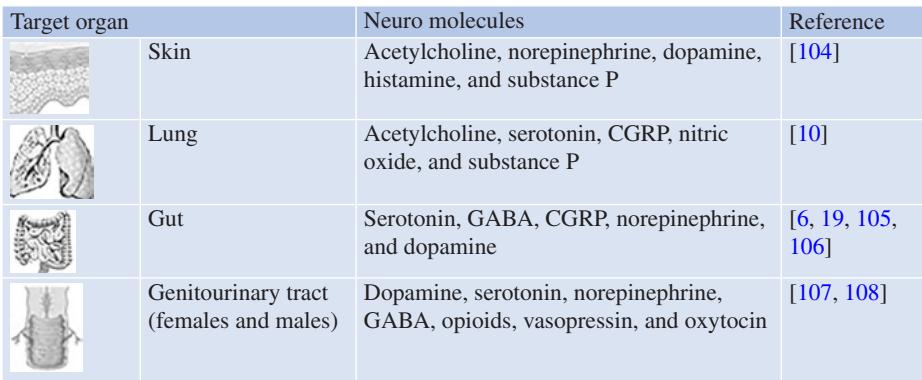 Target organ Neuro molecules Reference
Skin Acetylcholine, norepinephrine, dopamine, [104]
histamine, and substance P
Lung Acetylcholine, serotonin, CGRP, nitric [10]
oxide, and substance P
Gut Serotonin, GABA, CGRP, norepinephrine, [6, 19, 105,
and dopamine 106]
Genitourinary tract Dopamine, serotonin, norepinephrine, [107, 108]
(females and males) GABA, opioids, vasopressin, and oxytocin